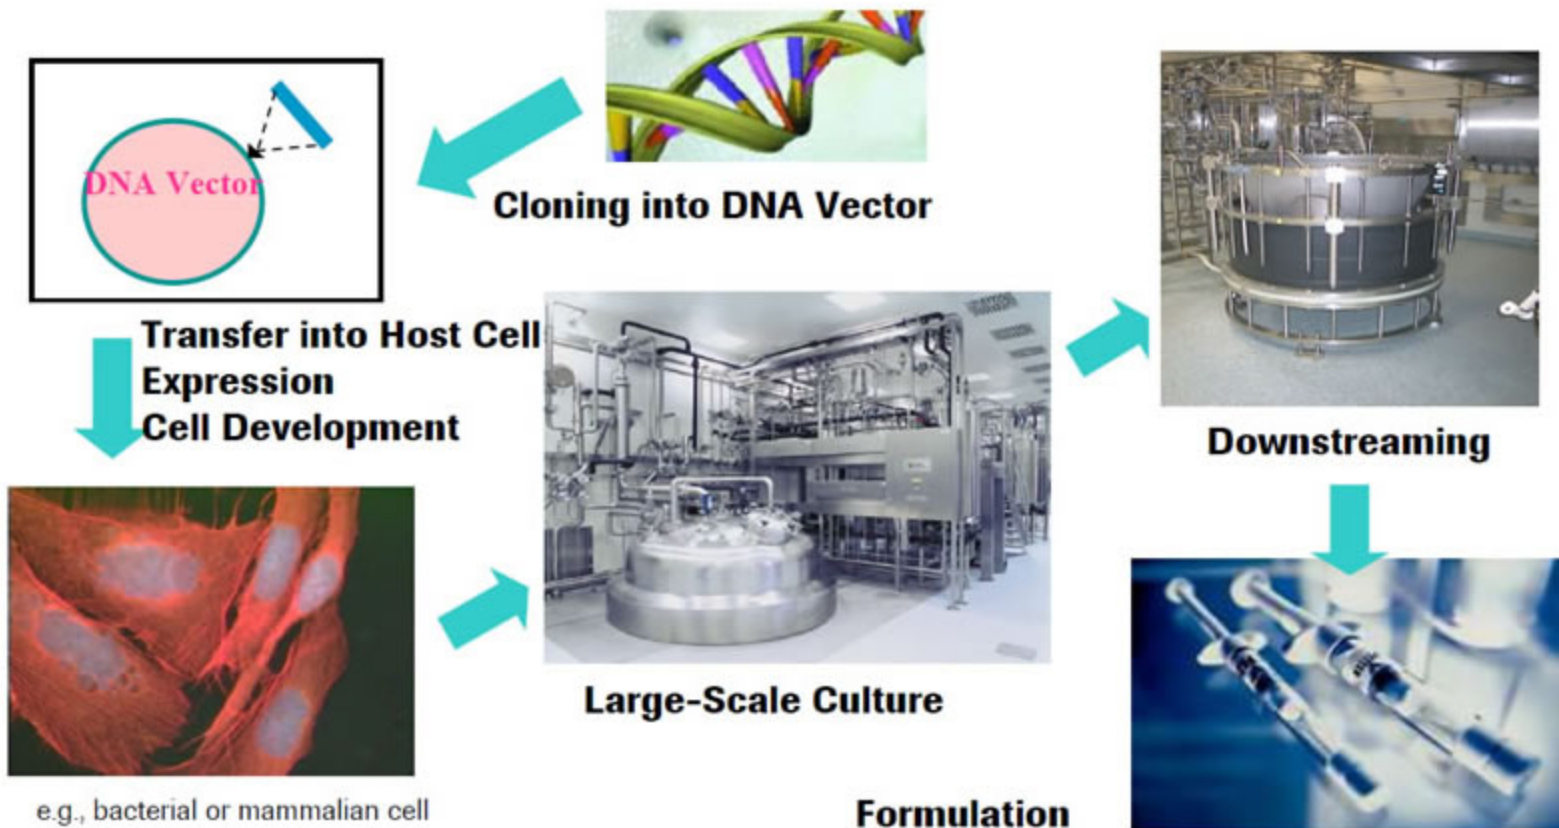 DNA Vector
Cloning into DNA Vector
Transfer into Host Cell
Expression
Cell Development
e.g., bacterial or mammalian cell
Large-Scale Culture
Downstreaming
Formulation